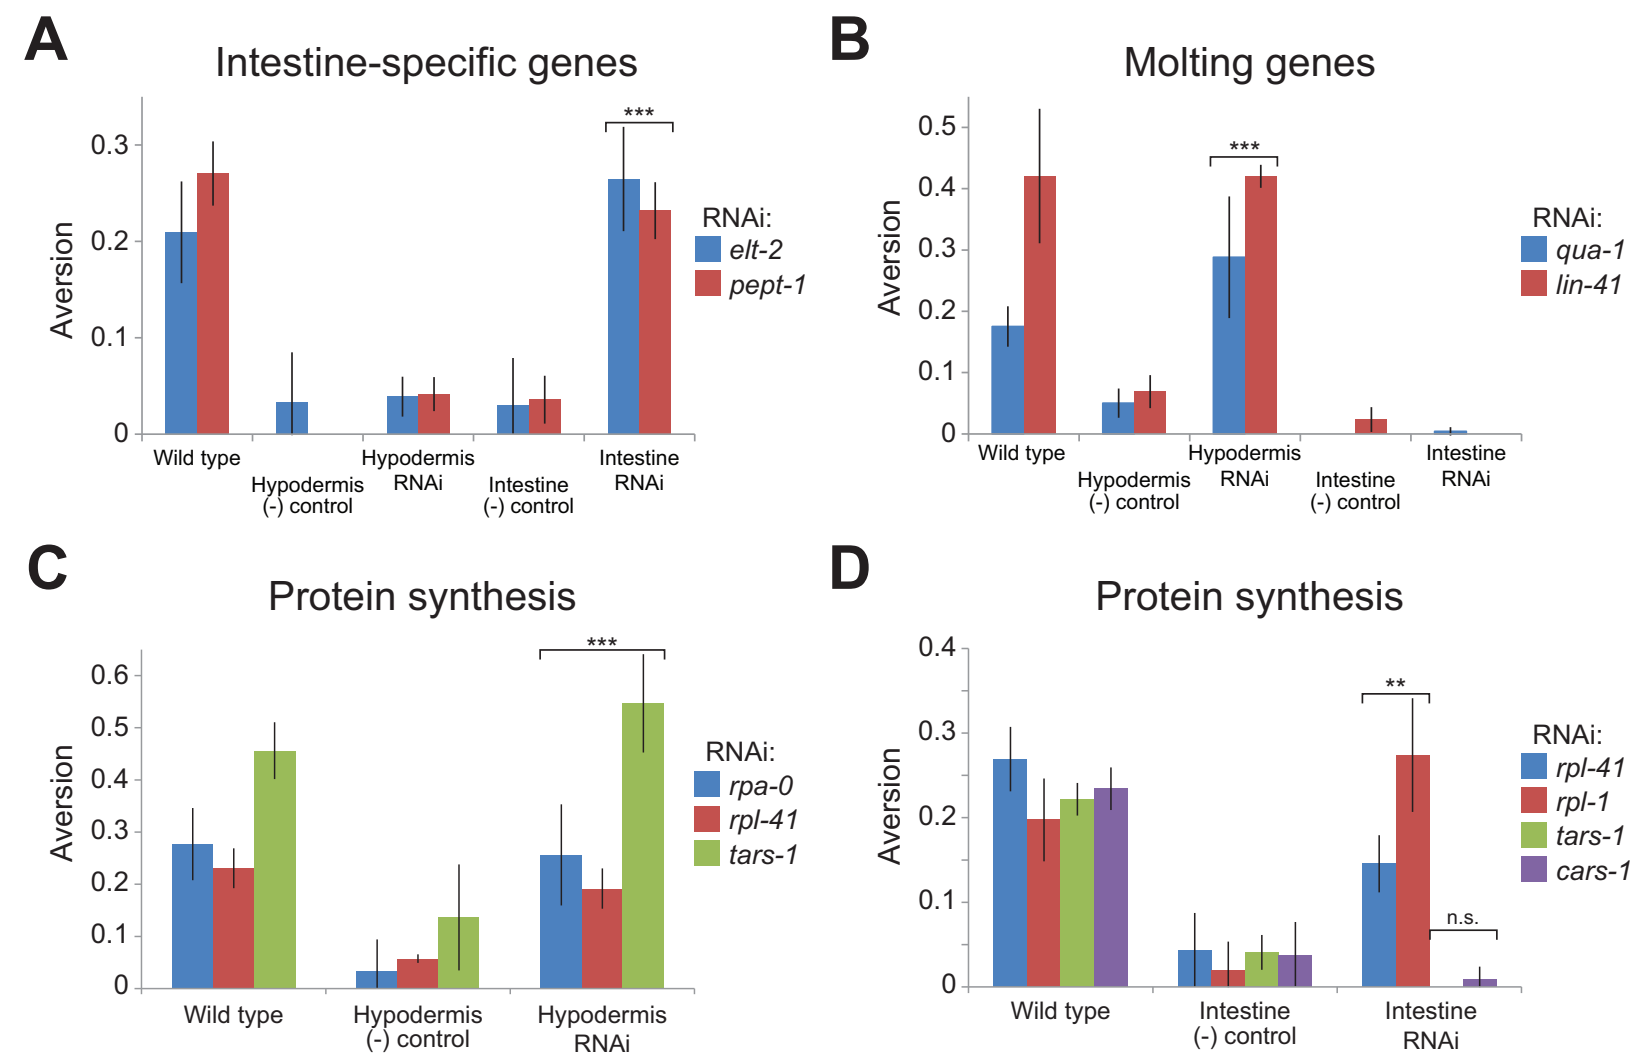 A
Intestine-specific genes
***
0.3
0.2
0.1
0
Aversion
RNAi:
elt-2
pept-1
Wild type
Hypodermis
(-) control
Hypodermis
RNAi
Intestine
(-) control
Intestine
RNAi
B
Molting genes
***
0.5
0.4
0.3
0.2
0.1
0
Aversion
RNAi:
qua-1
lin-41
Wild type
Hypodermis
(-) control
Hypodermis
RNAi
Intestine
(-) control
Intestine
RNAi
C
Protein synthesis
***
0.6
0.5
0.4
0.3
0.2
0.1
0
Aversion
RNAi:
rpa-0
rpl-41
tars-1
Wild type
Hypodermis
(-) control
Hypodermis
RNAi
D
Protein synthesis
0.4
0.3
0.2
0.1
0
Aversion
**
n.s.
RNAi:
rpl-41
rpl-1
tars-1
cars-1
Wild type
Intestine
(-) control
Intestine
RNAi